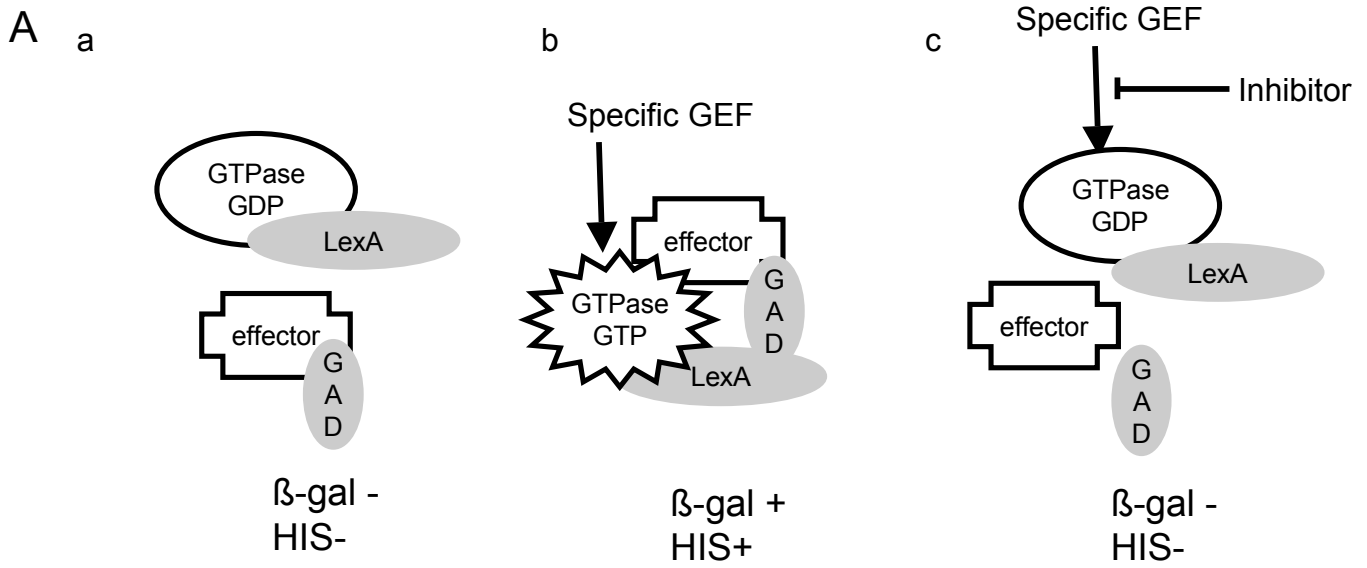 A
a
GTPase
GDP
LexA
effector
G
A
D
ß-gal -
HIS-
b
Specific GEF
effector
GTPase
GTP
G
A
D
LexA
ß-gal +
HIS+
c
Specific GEF
Inhibitor
GTPase
GDP
LexA
effector
G
A
D
ß-gal -
HIS-